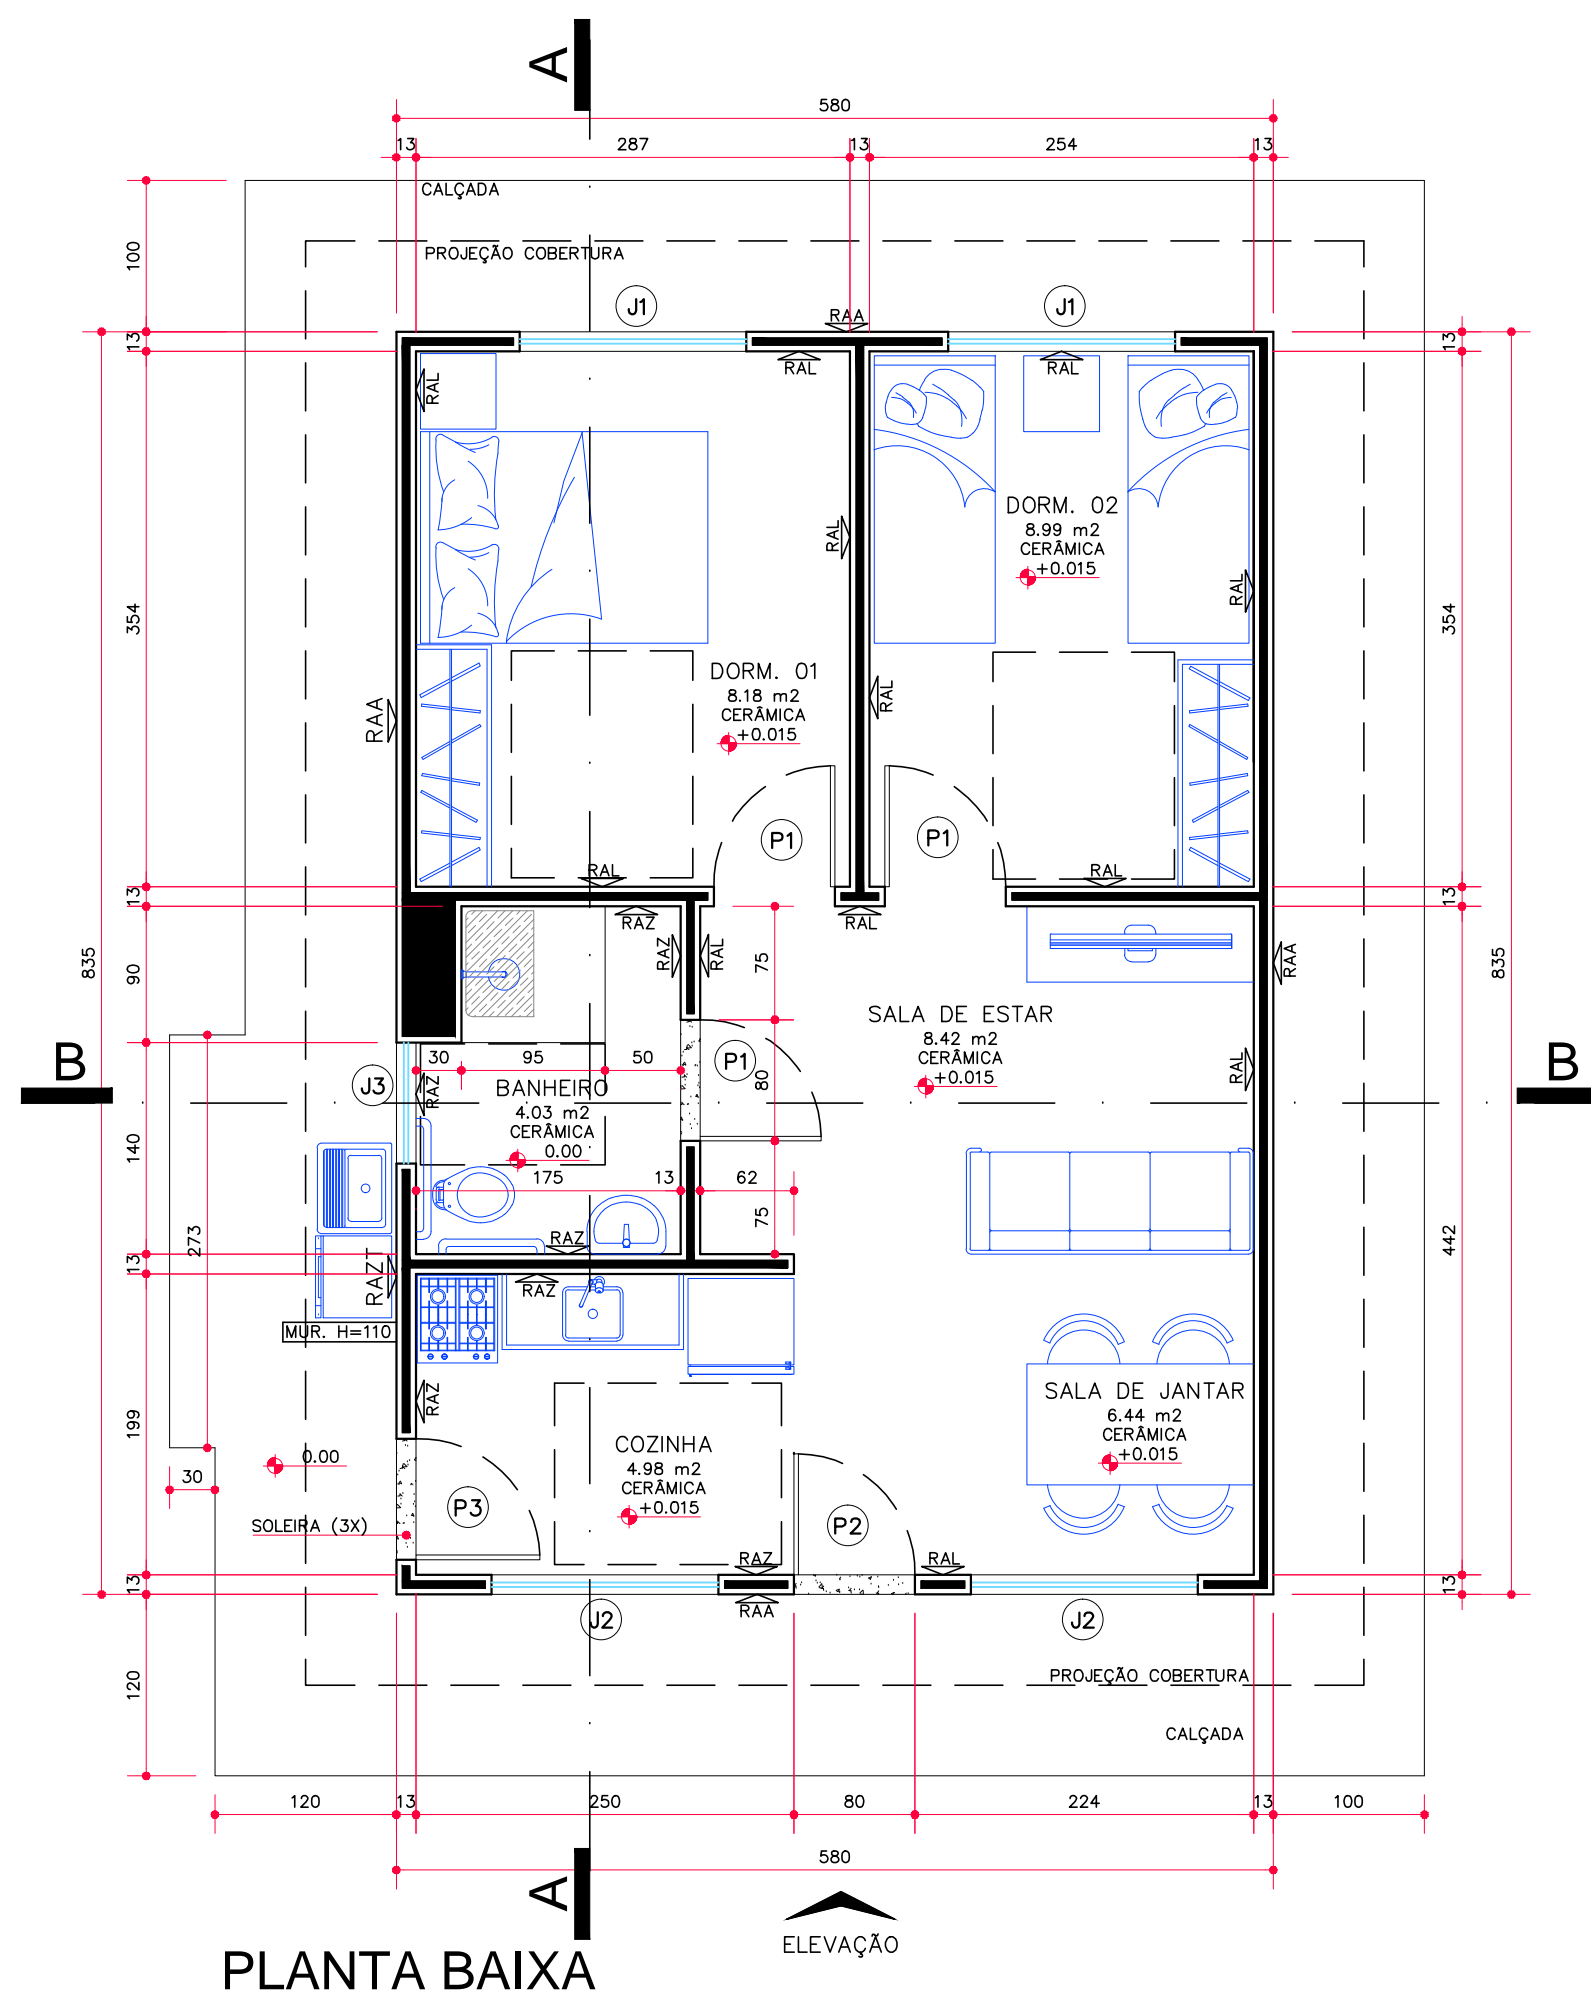 A
580
13
287
13
254
13
CALÇADA
PROJEÇÃO COBERTURA
100
J1
J1
RAA
13
13
RAL
RAL
RAL
DORM. 02
8.99 m2
CERÂMICA
+0.015
RAL
RAL
354
354
DORM. 01
8.18 m2
CERÂMICA
+0.015
RAL
RAA
P1
P1
RAL
RAL
13
13
RAZ
RAL
RAZ
RAL
75
RAA
835
90
835
SALA DE ESTAR
8.42 m2
CERÂMICA
+0.015
RAL
B
B
30
95
50
P1
80
J3
RAZ
BANHEIRO
4.03 m2
CERÂMICA
0.00
140
175
13
62
75
273
442
RAZ
13
RAZT
RAZ
MUR. H=110
RAZ
199
SALA DE JANTAR
6.44 m2
CERÂMICA
+0.015
COZINHA
4.98 m2
CERÂMICA
+0.015
0.00
30
P3
P2
SOLEIRA (3X)
RAZ
RAL
13
13
RAA
J2
J2
PROJEÇÃO COBERTURA
120
CALÇADA
120
13
250
80
224
13
100
580
A
ELEVAÇÃO
PLANTA BAIXA